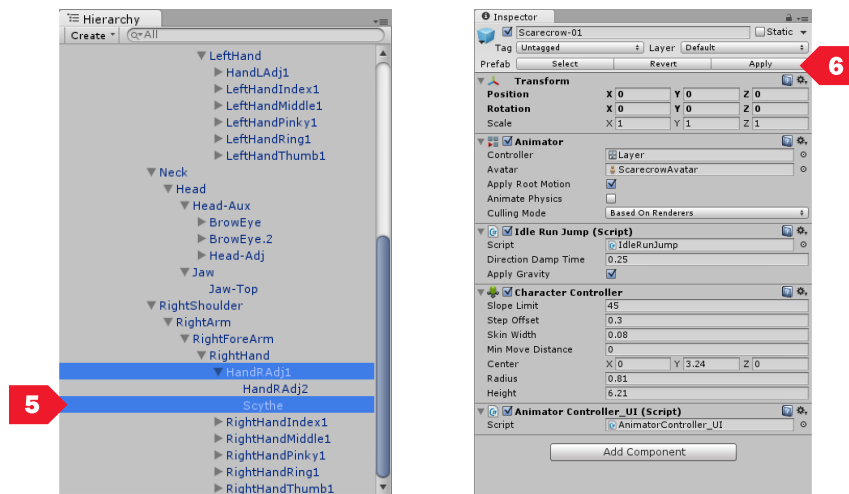 Hierarchy
Create
All
LeftHand
HandLAdj1
LeftHandIndex1
LeftHandMiddle1
LeftHandPinky1
LeftHandRing1
LeftHandThumb1
Neck
Head
Head-Aux
BrowEye
BrowEye.2
Head-Adj
Jaw
Jaw-Top
RightShoulder
RightArm
RightForeArm
RightHand
HandRAdj1
HandRAdj2
5
Scythe
RightHandIndex1
RightHandMiddle1
RightHandPinky1
RightHandRing1
RightHandThumb1
Inspector
Scarecrow-01 Static
Tag Untagged Layer Default
Prefab Select Revert Apply
6
Transform
Position X 0 Y 0 Z 0
Rotation X 0 Y 0 Z 0
Scale X 1 Y 1 Z 1
Animator
Controller Layer
Avatar ScarecrowAvatar
Apply Root Motion
Animate Physics
Culling Mode Based On Renderers
Idle Run Jump (Script)
Script IdleRunJump
Direction Damp Time 0.25
Apply Gravity
Character Controller
Slope Limit 45
Step Offset 0.3
Skin Width 0.08
Min Move Distance 0
Center X 0 Y 3.24 Z 0
Radius 0.81
Height 6.21
Animator Controller_UI (Script)
Script AnimatorController_UI
Add Component